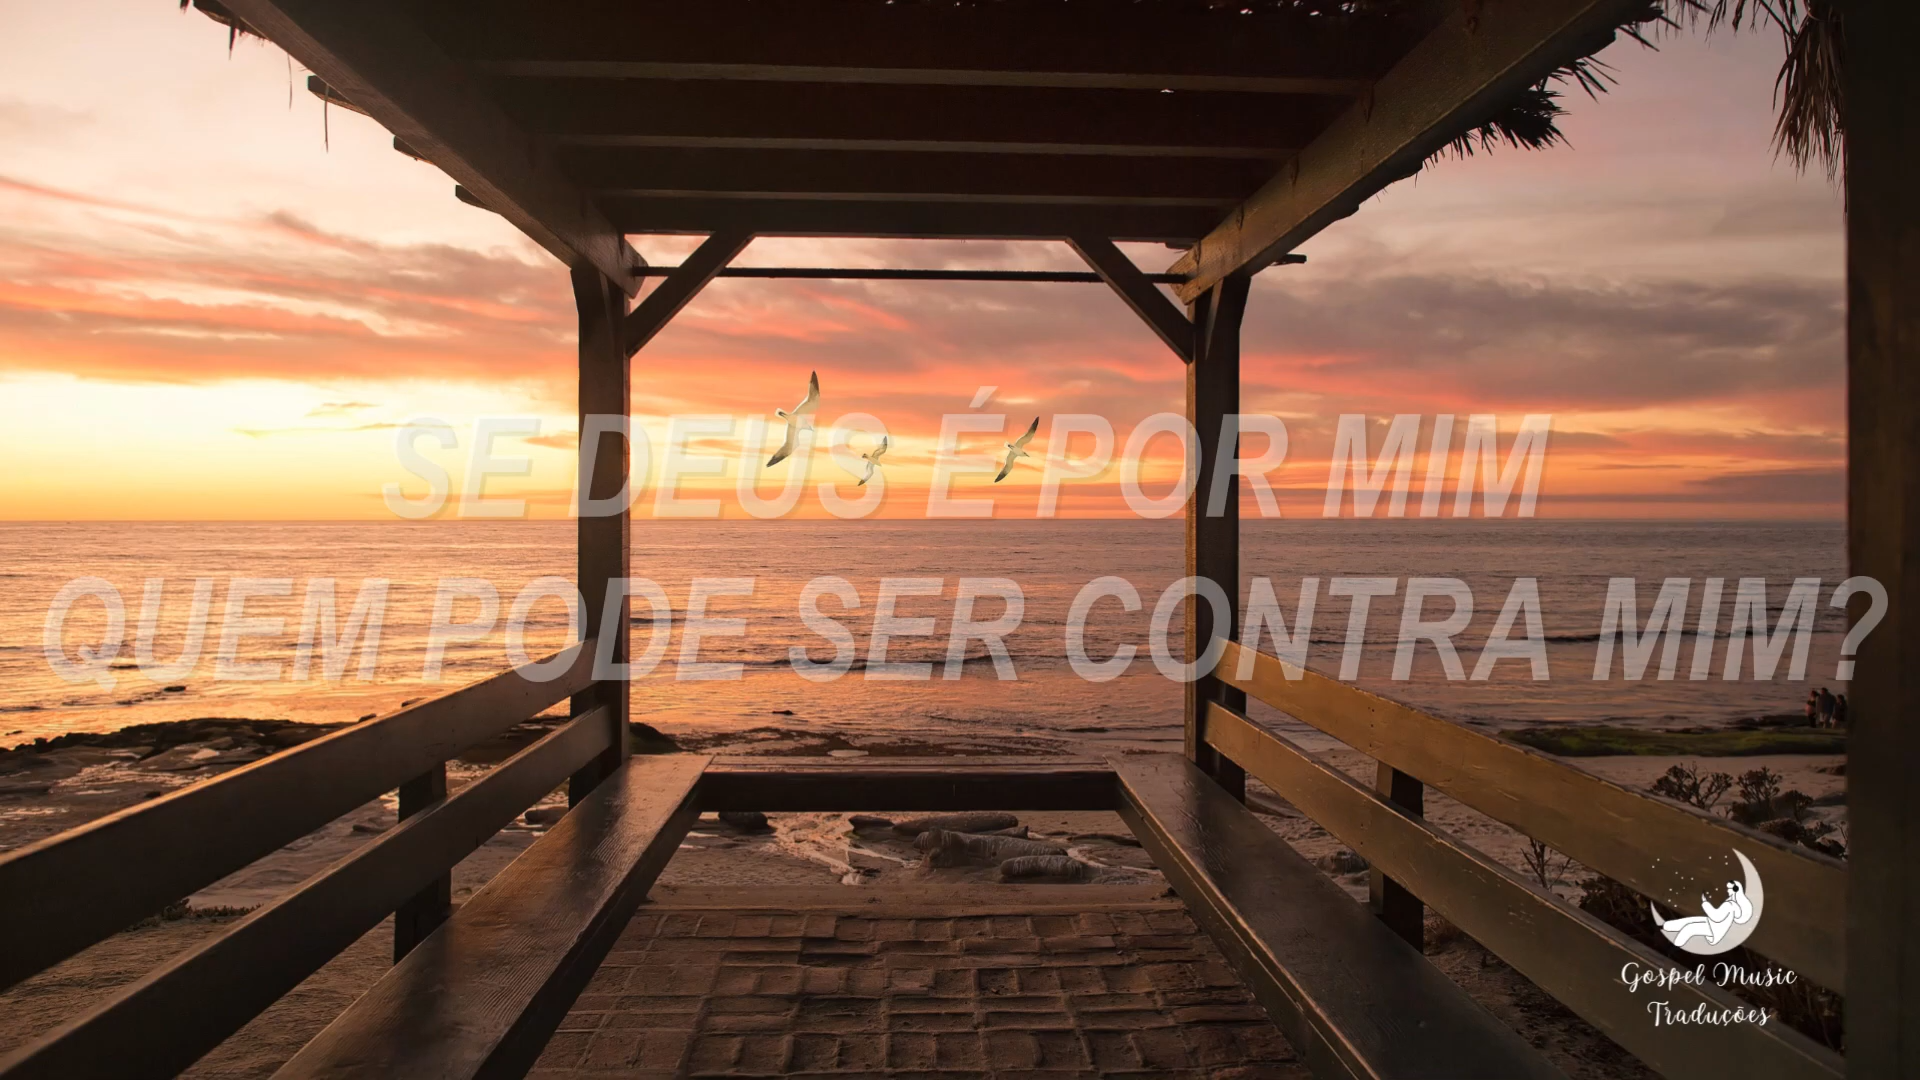 SE DEUS É POR MIM
QUEM PODE SER CONTRA MIM?
Gospel Music
Traduções